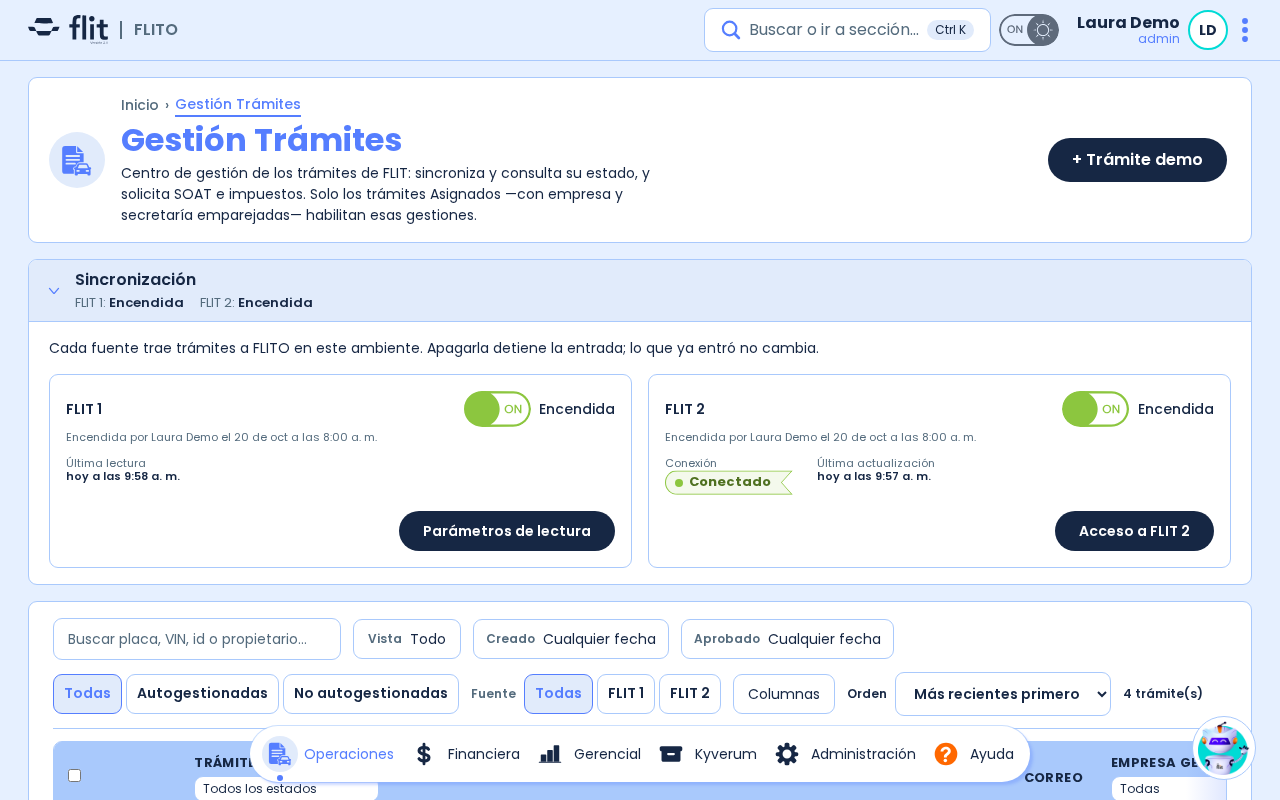 flit | FLITO
Buscar o ir a sección... Ctrl K
ON
Laura Demo
admin
LD
Inicio › Gestión Trámites
Gestión Trámites
Centro de gestión de los trámites de FLIT: sincroniza y consulta su estado, y
solicita SOAT e impuestos. Solo los trámites Asignados —con empresa y
secretaría emparejadas— habilitan esas gestiones.
+ Trámite demo
Sincronización
FLIT 1: Encendida FLIT 2: Encendida
Cada fuente trae trámites a FLITO en este ambiente. Apagarla detiene la entrada; lo que ya entró no cambia.
FLIT 1
ON Encendida
Encendida por Laura Demo el 20 de oct a las 8:00 a. m.
Última lectura
hoy a las 9:58 a. m.
Parámetros de lectura
FLIT 2
ON Encendida
Encendida por Laura Demo el 20 de oct a las 8:00 a. m.
Conexión
Conectado
Última actualización
hoy a las 9:57 a. m.
Acceso a FLIT 2
Buscar placa, VIN, id o propietario... Vista Todo Creado Cualquier fecha Aprobado Cualquier fecha
Todas Autogestionadas No autogestionadas Fuente Todas FLIT 1 FLIT 2 Columnas Orden Más recientes primero 4 trámite(s)
CORREO
Todos los estados
Todas
Operaciones Financiera Gerencial Kyverum Administración Ayuda